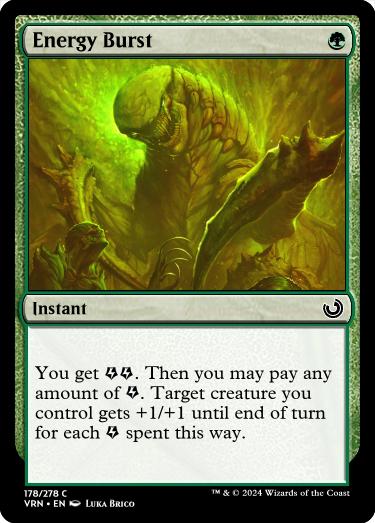 Energy Burst
Instant
You get. Then you may pay any
amount of. Target creature you
control gets +1/+1 until end of turn
for each spent this way.
178/278 C
VRN • EN LUKA BRICO
™ & © 2024 Wizards of the Coast